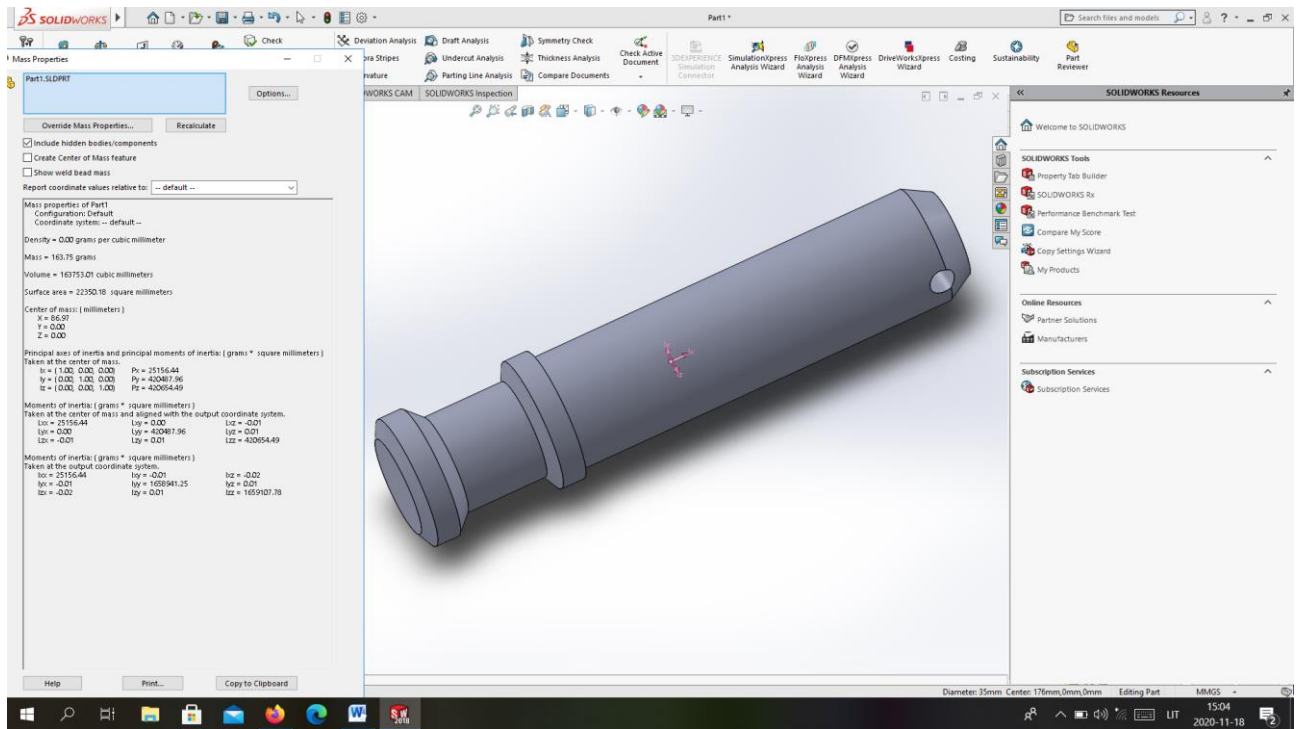 SOLIDWORKS
Part1 *
Search files and models
Check
Deviation Analysis
Draft Analysis
Symmetry Check
Undercut Analysis
Thickness Analysis
Parting Line Analysis
Compare Documents
Check Active
Document
3DEXPERIENCE
Simulation
Connector
SimulationXpress
Analysis Wizard
FloXpress
Analysis
Wizard
DFMXpress
Analysis
Wizard
DriveWorksXpress
Wizard
Costing
Sustainability
Part
Reviewer
ra Stripes
rvature
WORKS CAM
SOLIDWORKS Inspection
Mass Properties
Part1.SLDPRT
Options...
Override Mass Properties...
Recalculate
Include hidden bodies/components
Create Center of Mass feature
Show weld bead mass
Report coordinate values relative to:
-- default --
Mass properties of Part1
Configuration: Default
Coordinate system: -- default --
Density = 0.00 grams per cubic millimeter
Mass = 163.75 grams
Volume = 163753.01 cubic millimeters
Surface area = 22350.18 square millimeters
Center of mass: ( millimeters )
X = 86.97
Y = 0.00
Z = 0.00
Principal axes of inertia and principal moments of inertia: ( grams * square millimeters )
Taken at the center of mass.
Ix = ( 1.00, 0.00, 0.00) Px = 25156.44
Iy = ( 0.00, 1.00, 0.00) Py = 420487.96
Iz = ( 0.00, 0.00, 1.00) Pz = 420654.49
Moments of inertia: ( grams * square millimeters )
Taken at the center of mass and aligned with the output coordinate system.
Lxx = 25156.44 Lxy = 0.00 Lxz = -0.01
Lyx = 0.00 Lyy = 420487.96 Lyz = 0.01
Lzx = -0.01 Lzy = 0.01 Lzz = 420654.49
Moments of inertia: ( grams * square millimeters )
Taken at the output coordinate system.
Ixx = 25156.44 Ixy = -0.01 Ixz = -0.02
Iyx = -0.01 Iyy = 1658941.25 Iyz = 0.01
Izx = -0.02 Izy = 0.01 Izz = 1659107.78
Help
Print...
Copy to Clipboard
SOLIDWORKS Resources
Welcome to SOLIDWORKS
SOLIDWORKS Tools
Property Tab Builder
SOLIDWORKS Rx
Performance Benchmark Test
Compare My Score
Copy Settings Wizard
My Products
Online Resources
Partner Solutions
Manufacturers
Subscription Services
Subscription Services
Diameter: 35mm Center: 176mm,0mm,0mm
Editing Part
MMGS
SW
2018
LIT
15:04
2020-11-18
2